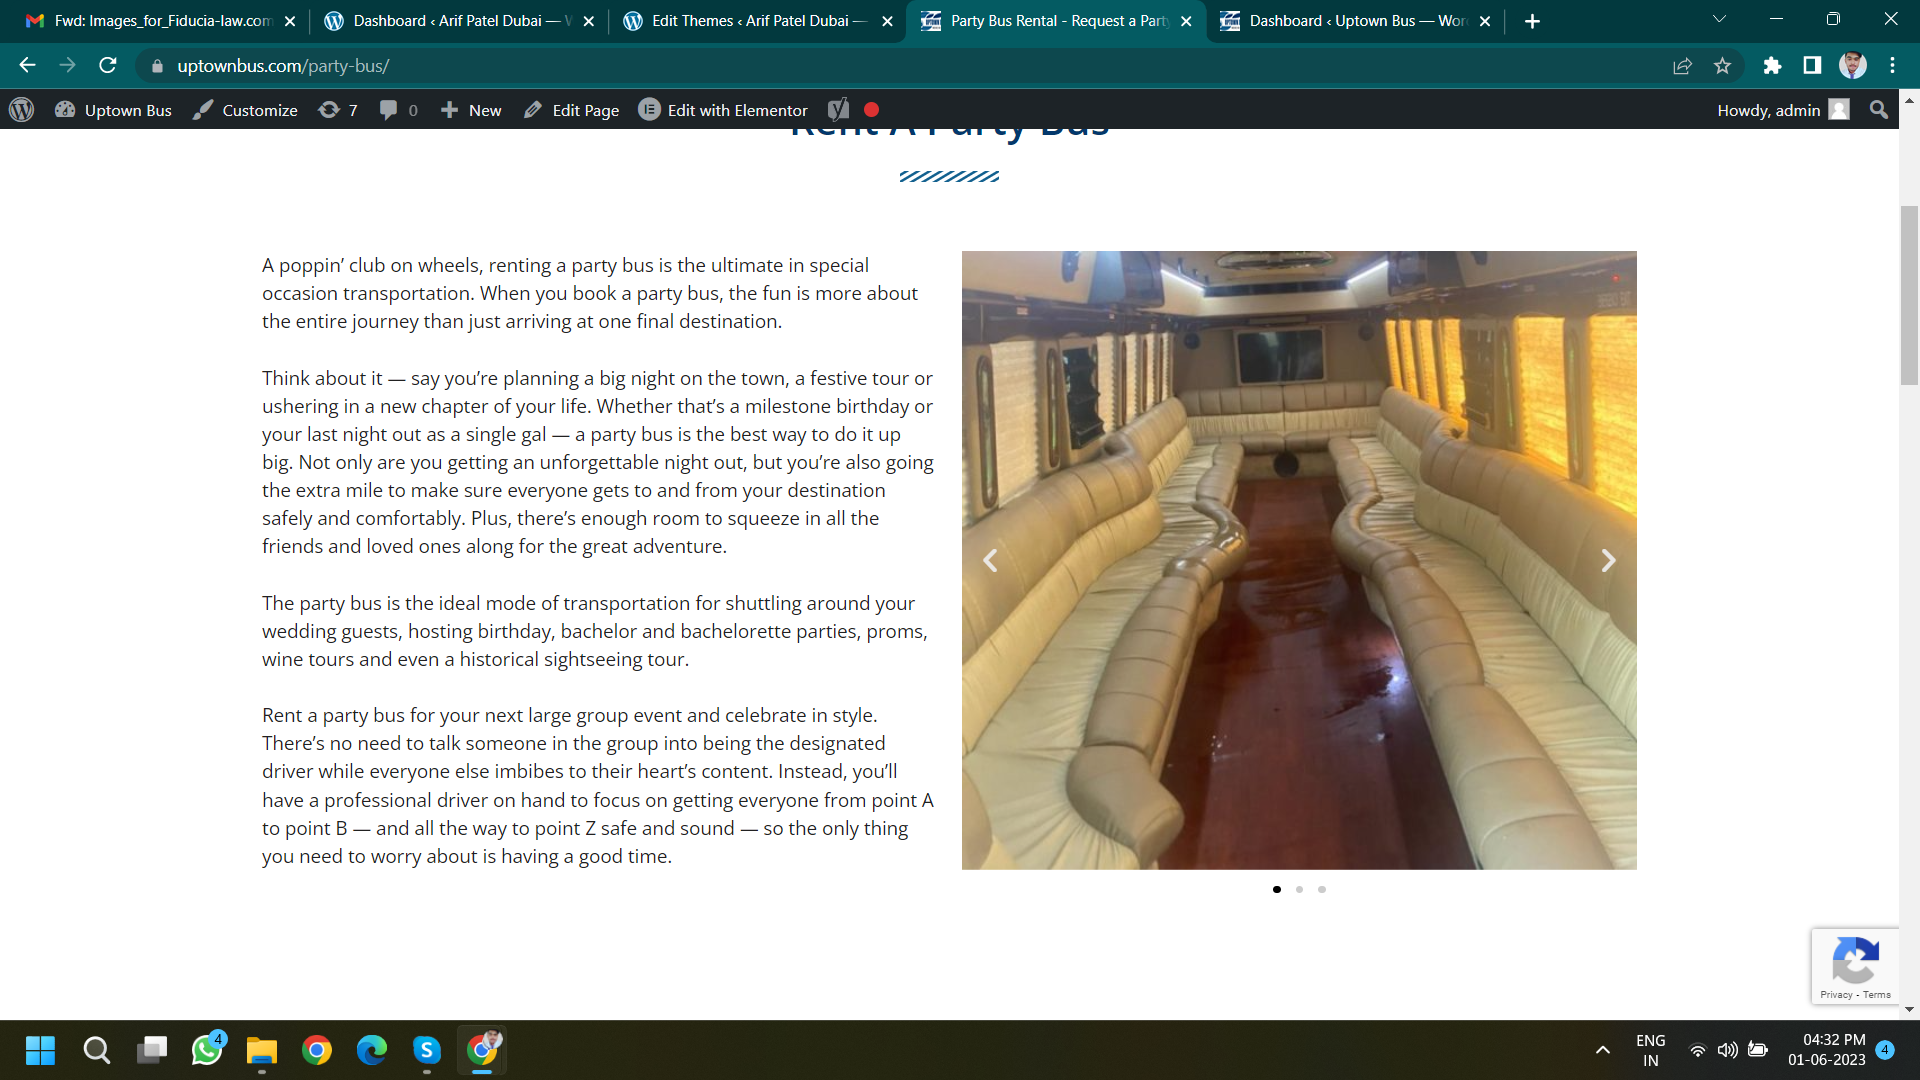 Fwd: Images_for_Fiducia-law.com
Dashboard ‹ Arif Patel Dubai — W
Edit Themes ‹ Arif Patel Dubai —
Party Bus Rental - Request a Party
Dashboard ‹ Uptown Bus — Wor
uptownbus.com/party-bus/
Uptown Bus
Customize
7
0
New
Edit Page
Edit with Elementor
Howdy, admin
Rent A Party Bus
A poppin’ club on wheels, renting a party bus is the ultimate in special
occasion transportation. When you book a party bus, the fun is more about
the entire journey than just arriving at one final destination.
Think about it — say you’re planning a big night on the town, a festive tour or
ushering in a new chapter of your life. Whether that’s a milestone birthday or
your last night out as a single gal — a party bus is the best way to do it up
big. Not only are you getting an unforgettable night out, but you’re also going
the extra mile to make sure everyone gets to and from your destination
safely and comfortably. Plus, there’s enough room to squeeze in all the
friends and loved ones along for the great adventure.
The party bus is the ideal mode of transportation for shuttling around your
wedding guests, hosting birthday, bachelor and bachelorette parties, proms,
wine tours and even a historical sightseeing tour.
Rent a party bus for your next large group event and celebrate in style.
There’s no need to talk someone in the group into being the designated
driver while everyone else imbibes to their heart’s content. Instead, you’ll
have a professional driver on hand to focus on getting everyone from point A
to point B — and all the way to point Z safe and sound — so the only thing
you need to worry about is having a good time.
Privacy - Terms
4
ENG
IN
04:32 PM
01-06-2023
4